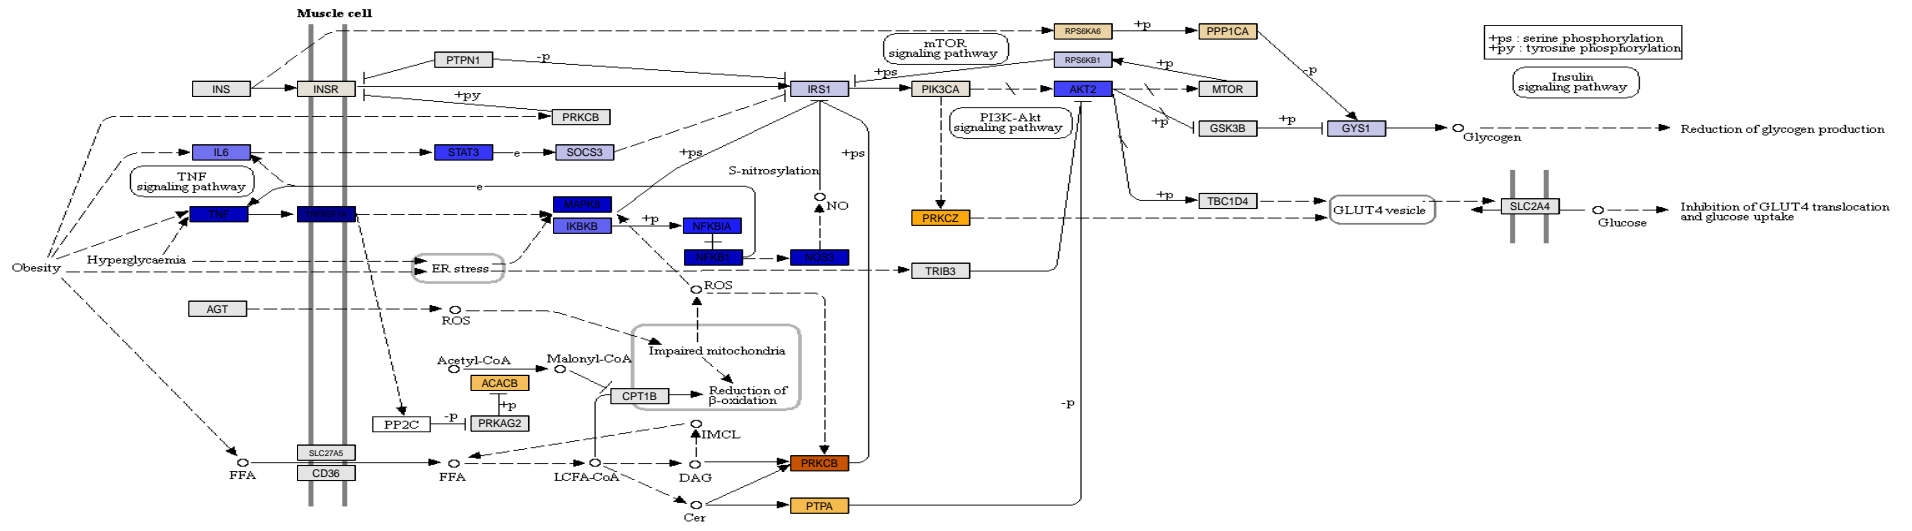 Muscle cell
RPS6KA6
+p
PPP1CA
+ps : serine phosphorylation
+py : tyrosine phosphorylation
mTOR
signaling pathway
PTPN1
-p
RPS6KB1
+ps
+p
-p
Insulin
signaling pathway
INS
INSR
IRS1
PIK3CA
AKT2
MTOR
+py
PRKCB
PI3K-Akt
signaling pathway
+p
GSK3B
+p
GYS1
Glycogen
Reduction of glycogen production
IL6
STAT3
e
SOCS3
+ps
+ps
TNF
signaling pathway
S-nitrosylation
e
+p
TBC1D4
SLC2A4
NO
GLUT4 vesicle
Glucose
Inhibition of GLUT4 translocation
and glucose uptake
TNF
MAPK8
IKBKB
+p
NFKBIA
PRKCZ
Hyperglycaemia
NFKB1
NOS3
Obesity
ER stress
TRIB3
ROS
AGT
ROS
Impaired mitochondria
Acetyl-CoA
Malonyl-CoA
ACACB
CPT1B
Reduction of
β-oxidation
+p
-p
PP2C
-p
PRKAG2
IMCL
SLC27A5
CD36
FFA
FFA
LCFA-CoA
DAG
PRKCB
Cer
PTPA